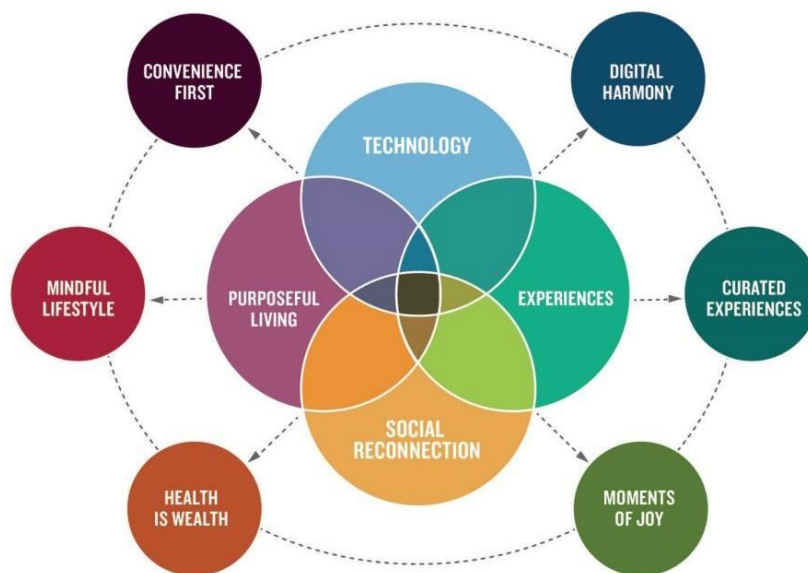 CONVENIENCE
FIRST
DIGITAL
HARMONY
TECHNOLOGY
MINDFUL
LIFESTYLE
PURPOSEFUL
LIVING
EXPERIENCES
CURATED
EXPERIENCES
SOCIAL
RECONNECTION
HEALTH
IS WEALTH
MOMENTS
OF JOY